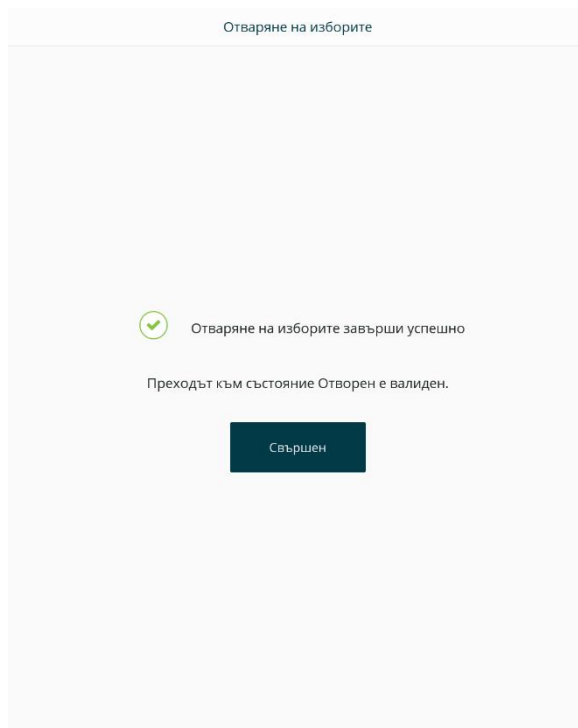 Отваряне на изборите
Отваряне на изборите завърши успешно
Преходът към състояние Отворен е валиден.
Свършен